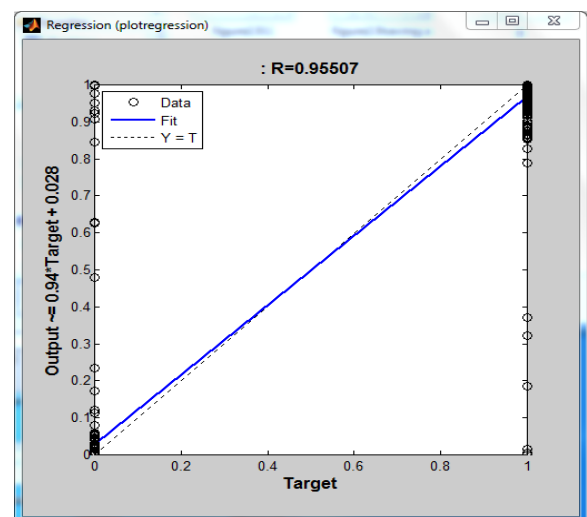 Regression (plotregression)
: R=0.95507
Data
Fit
Y = T
Output ~= 0.94*Target + 0.028
1
0.9
0.8
0.7
0.6
0.5
0.4
0.3
0.2
0.1
0
0 0.2 0.4 0.6 0.8 1
Target